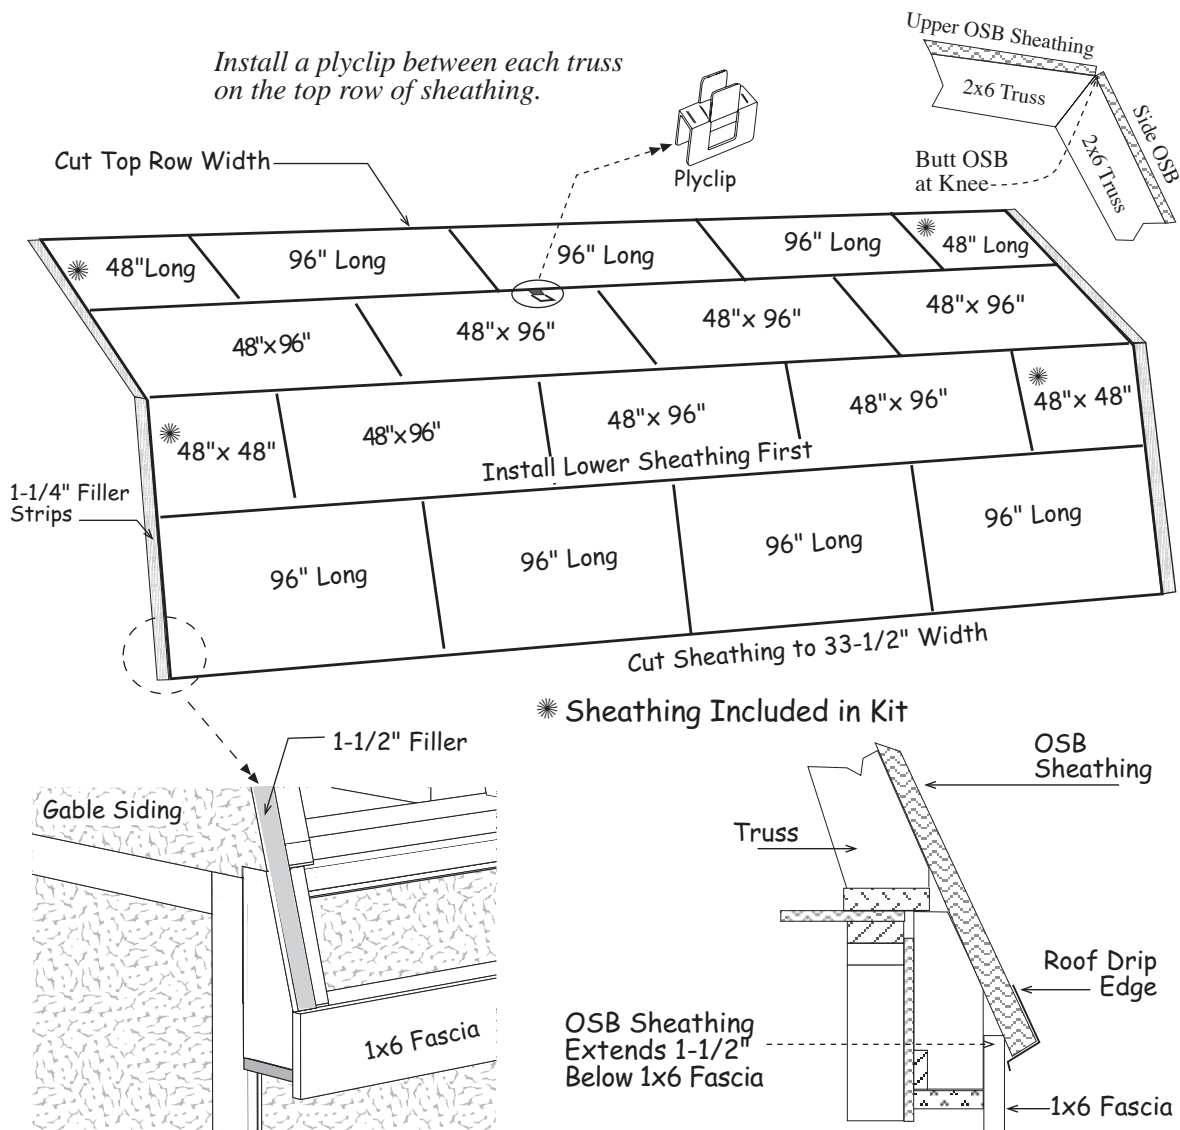 Install a plyclip between each truss
on the top row of sheathing.
Upper OSB Sheathing
2x6 Truss
Side OSB
2x6 Truss
Butt OSB
at Knee
Plyclip
Cut Top Row Width
48"Long
96" Long
96" Long
96" Long
48" Long
48"x96"
48"x 96"
48"x 96"
48"x 96"
48"x 48"
48"x96"
48"x 96"
48"x 96"
48"x 48"
Install Lower Sheathing First
1-1/4" Filler
Strips
96" Long
96" Long
96" Long
96" Long
Cut Sheathing to 33-1/2" Width
Sheathing Included in Kit
1-1/2" Filler
Gable Siding
1x6 Fascia
OSB
Sheathing
Truss
Roof Drip
Edge
OSB Sheathing
Extends 1-1/2"
Below 1x6 Fascia
1x6 Fascia